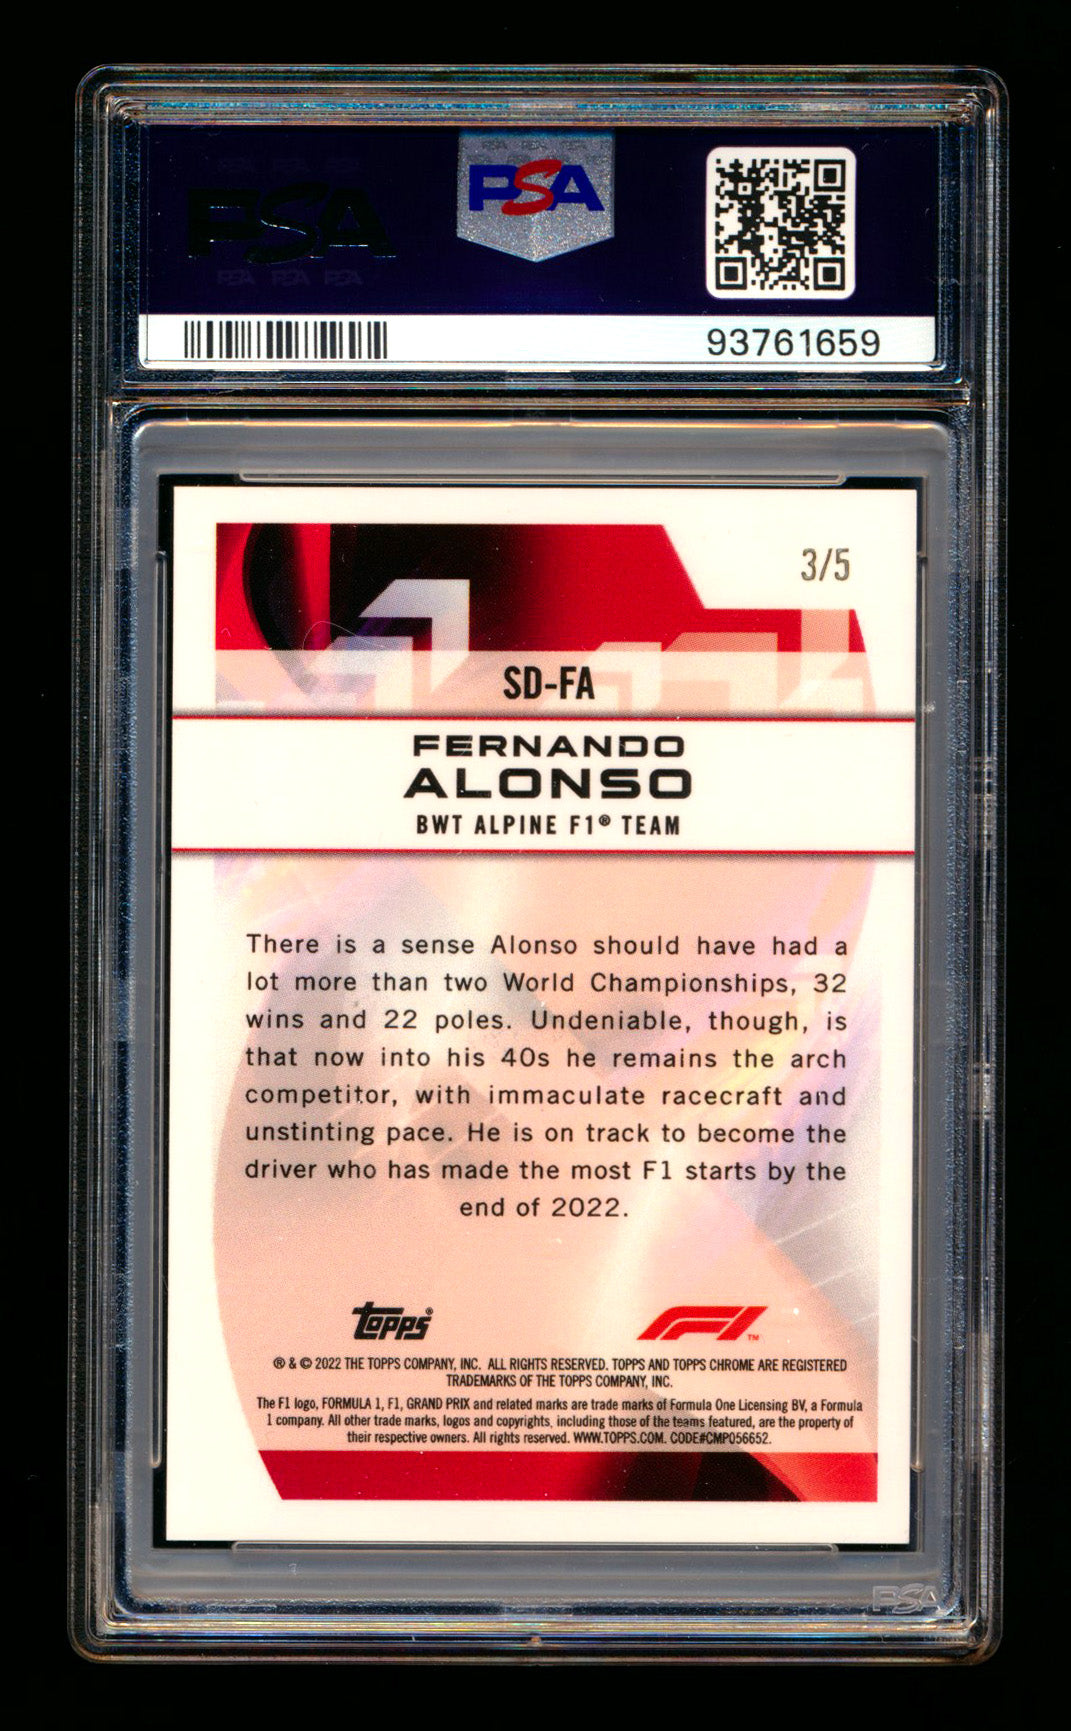 PSA PSA PSA
PSA
PSA
PSA PSA PSA
93761659
3/5
SD-FA
FERNANDO
ALONSO
BWT ALPINE F1® TEAM
There is a sense Alonso should have had a
lot more than two World Championships, 32
wins and 22 poles. Undeniable, though, is
that now into his 40s he remains the arch
competitor, with immaculate racecraft and
unstinting pace. He is on track to become the
driver who has made the most F1 starts by the
end of 2022.
Topps® F1™
® & © 2022 THE TOPPS COMPANY, INC. ALL RIGHTS RESERVED. TOPPS AND TOPPS CHROME ARE REGISTERED
TRADEMARKS OF THE TOPPS COMPANY, INC.
The F1 logo, FORMULA 1, F1, GRAND PRIX and related marks are trade marks of Formula One Licensing BV, a Formula
1 company. All other trade marks, logos and copyrights, including those of the teams featured, are the property of
their respective owners. All rights reserved. WWW.TOPPS.COM. CODE#CMP056652.
PSA